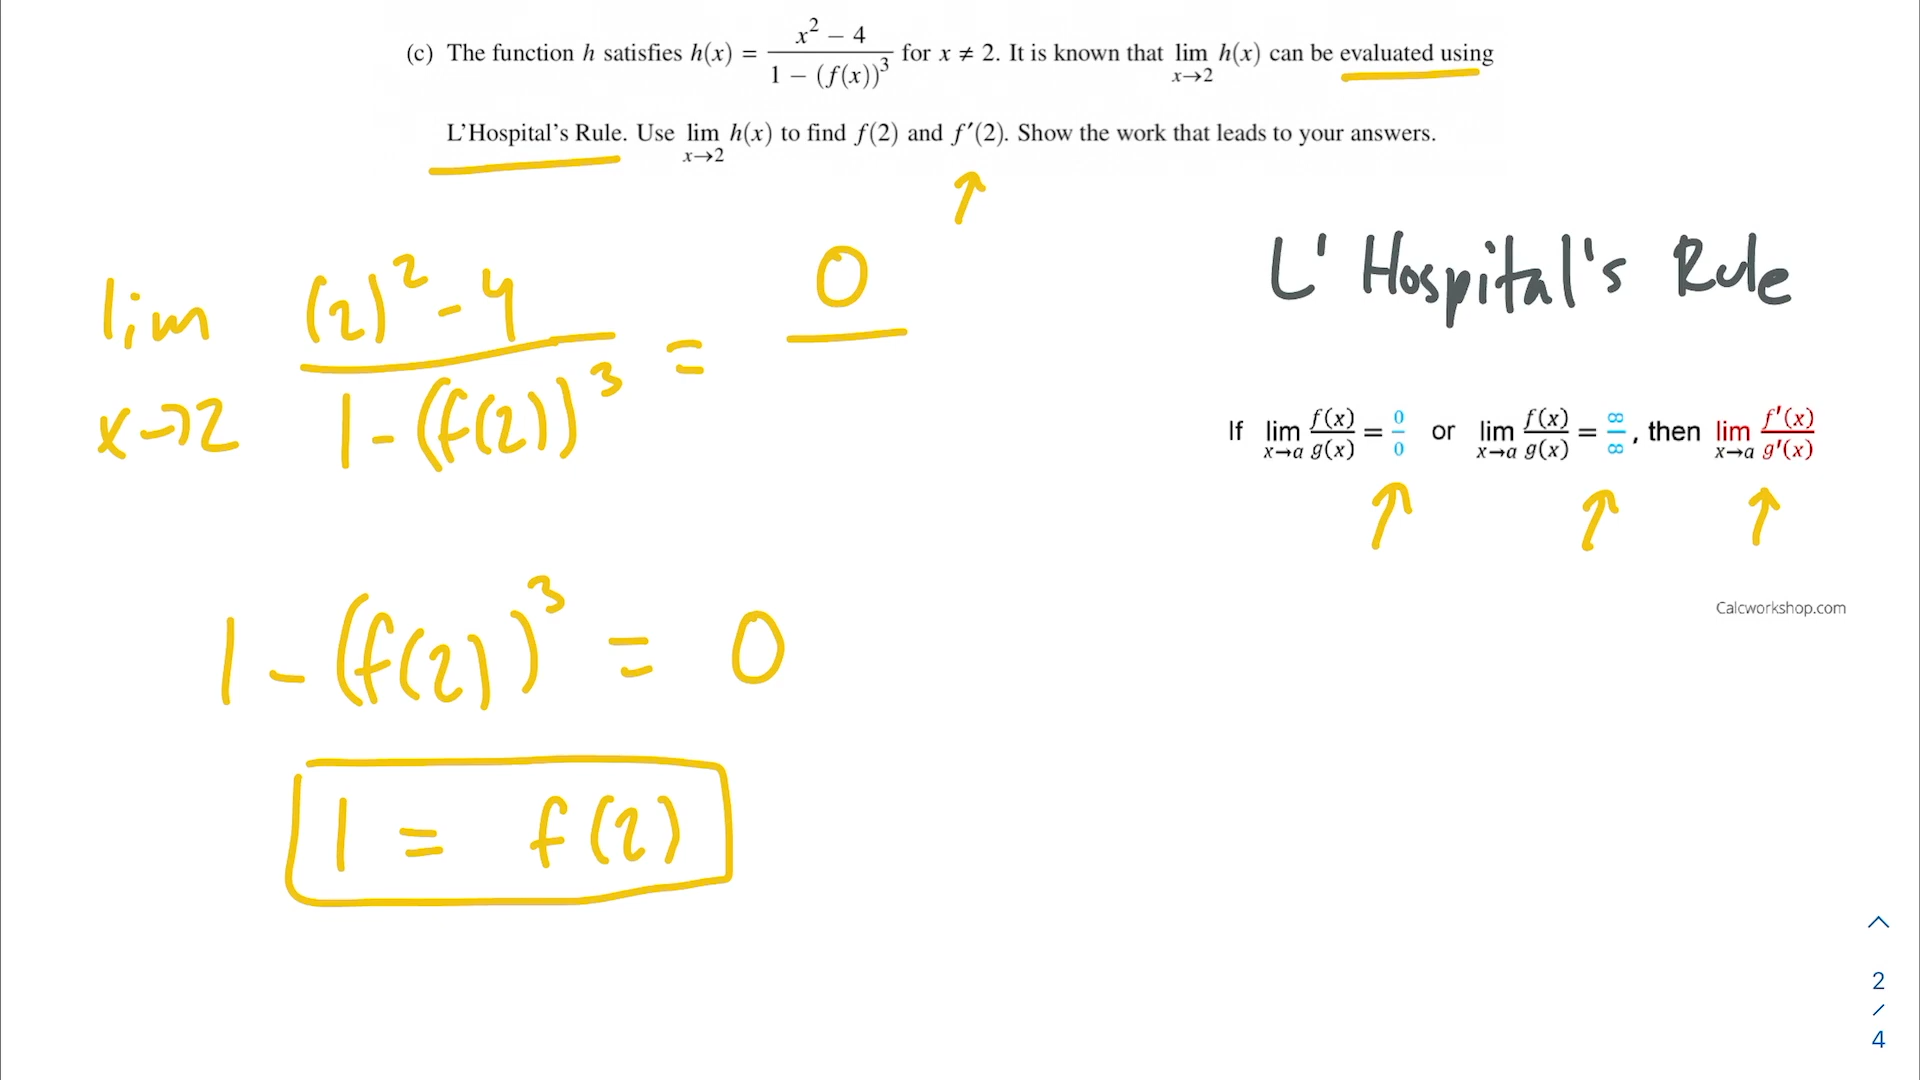 (c) The function h satisfies h(x) = x² − 4 / 1 − (f(x))³ for x ≠ 2. It is known that lim x→2 h(x) can be evaluated using
L’Hospital’s Rule. Use lim x→2 h(x) to find f(2) and f′(2). Show the work that leads to your answers.
L' Hospital's Rule
lim x→2 (2)² - 4 / 1 - (f(2))³ = 0
If lim x→a f(x)/g(x) = 0/0 or lim x→a f(x)/g(x) = ∞/∞, then lim x→a f'(x)/g'(x)
Calcworkshop.com
1 - (f(2))³ = 0
1 = f(2)
2
/
4